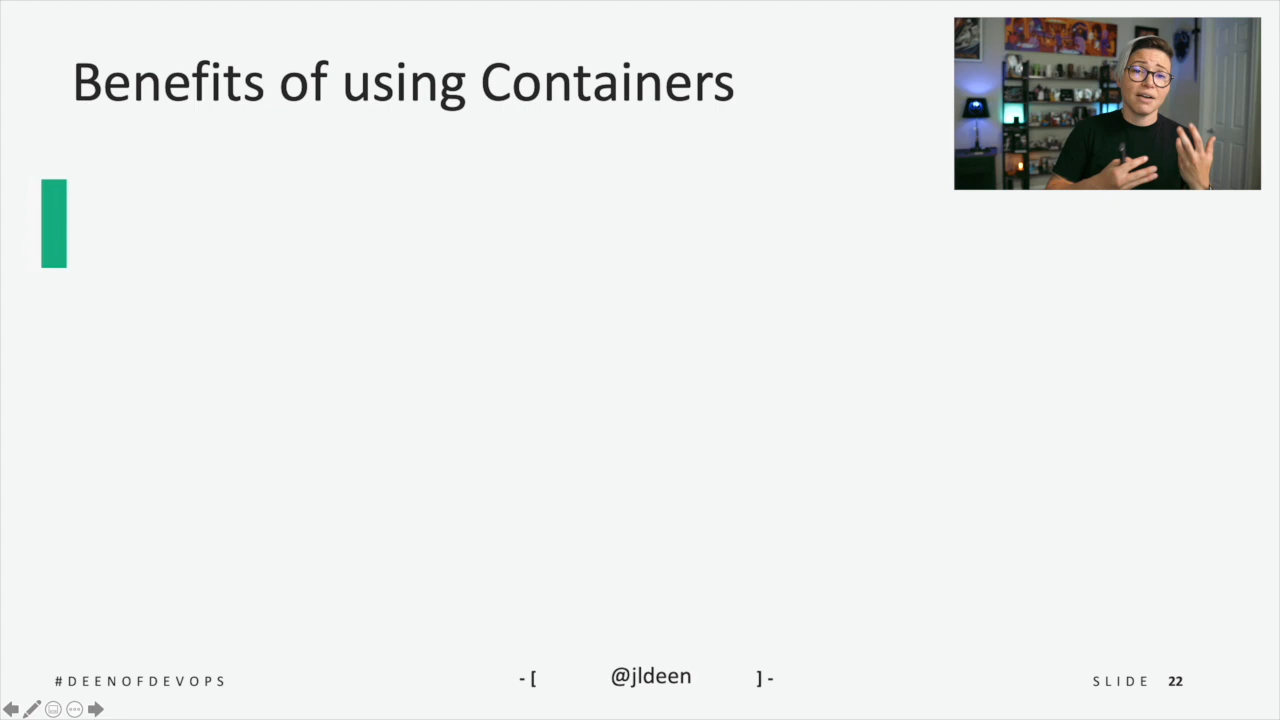 Benefits of using Containers
#DEENOFDEVOPS
-[ @jldeen ]-
SLIDE 22